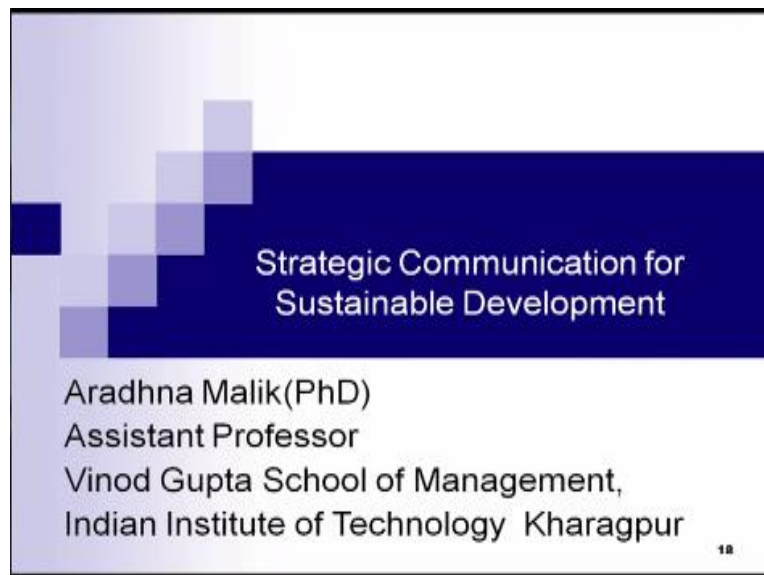 Strategic Communication for
Sustainable Development
Aradhna Malik(PhD)
Assistant Professor
Vinod Gupta School of Management,
Indian Institute of Technology Kharagpur
18